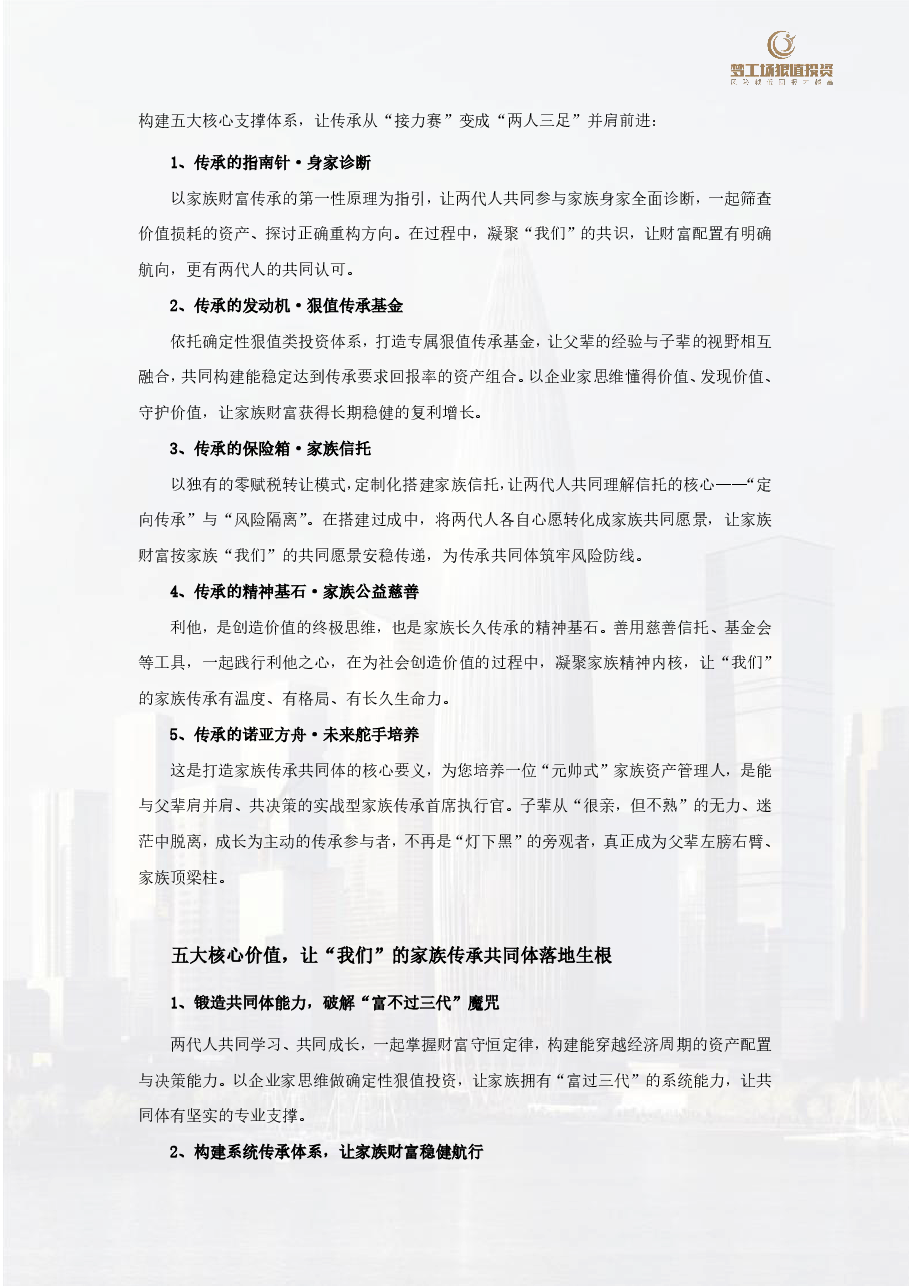 梦工场狠值投资
风险越低回报才越高
构建五大核心支撑体系，让传承从“接力赛”变成“两人三足”并肩前进：
1、传承的指南针·身家诊断
以家族财富传承的第一性原理为指引，让两代人共同参与家族身家全面诊断，一起筛查
价值损耗的资产、探讨正确重构方向。在过程中，凝聚“我们”的共识，让财富配置有明确
航向，更有两代人的共同认可。
2、传承的发动机·狠值传承基金
依托确定性狠值类投资体系，打造专属狠值传承基金，让父辈的经验与子辈的视野相互
融合，共同构建能稳定达到传承要求回报率的资产组合。以企业家思维懂得价值、发现价值、
守护价值，让家族财富获得长期稳健的复利增长。
3、传承的保险箱·家族信托
以独有的零赋税转让模式，定制化搭建家族信托，让两代人共同理解信托的核心——“定
向传承”与“风险隔离”。在搭建过成中，将两代人各自心愿转化成家族共同愿景，让家族
财富按家族“我们”的共同愿景安稳传递，为传承共同体筑牢风险防线。
4、传承的精神基石·家族公益慈善
利他，是创造价值的终极思维，也是家族长久传承的精神基石。善用慈善信托、基金会
等工具，一起践行利他之心，在为社会创造价值的过程中，凝聚家族精神内核，让“我们”
的家族传承有温度、有格局、有长久生命力。
5、传承的诺亚方舟·未来舵手培养
这是打造家族传承共同体的核心要义，为您培养一位“元帅式”家族资产管理人，是能
与父辈肩并肩、共决策的实战型家族传承首席执行官。子辈从“很亲，但不熟”的无力、迷
茫中脱离，成长为主动的传承参与者，不再是“灯下黑”的旁观者，真正成为父辈左膀右臂、
家族顶梁柱。
五大核心价值，让“我们”的家族传承共同体落地生根
1、锻造共同体能力，破解“富不过三代”魔咒
两代人共同学习、共同成长，一起掌握财富守恒定律，构建能穿越经济周期的资产配置
与决策能力。以企业家思维做确定性狠值投资，让家族拥有“富过三代”的系统能力，让共
同体有坚实的专业支撑。
2、构建系统传承体系，让家族财富稳健航行